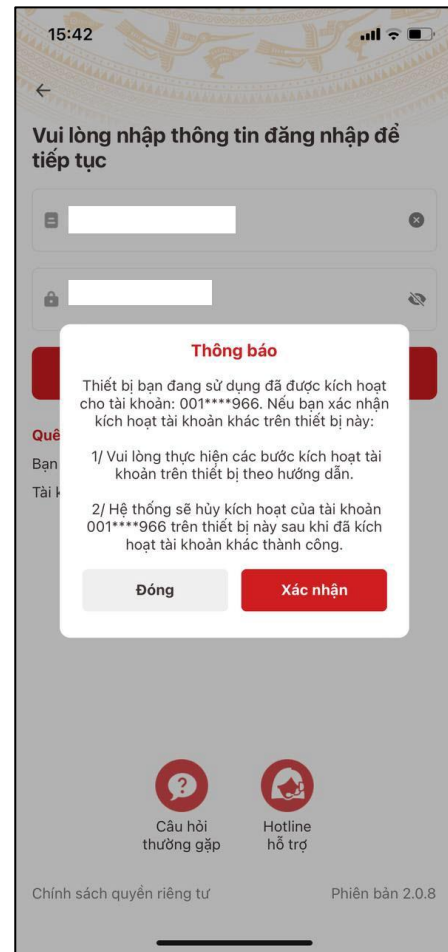 15:42
Vui lòng nhập thông tin đăng nhập để
tiếp tục
Thông báo
Thiết bị bạn đang sử dụng đã được kích hoạt
cho tài khoản: 001****966. Nếu bạn xác nhận
kích hoạt tài khoản khác trên thiết bị này:
1/ Vui lòng thực hiện các bước kích hoạt tài
khoản trên thiết bị theo hướng dẫn.
2/ Hệ thống sẽ hủy kích hoạt của tài khoản
001****966 trên thiết bị này sau khi đã kích
hoạt tài khoản khác thành công.
Đóng
Xác nhận
Quê
Bạn
Tài k
Câu hỏi
thường gặp
Hotline
hỗ trợ
Chính sách quyền riêng tư
Phiên bản 2.0.8